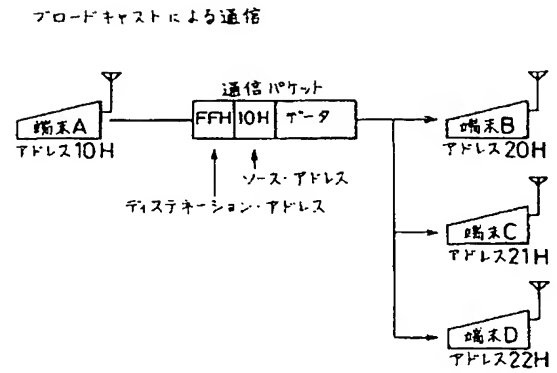 ブロードキャストによる通信
通信パケット
端末A
FFH 10H データ
端末B
アドレス10H
アドレス20H
ソース・アドレス
ディステネーション・アドレス
端末C
アドレス21H
端末D
アドレス22H